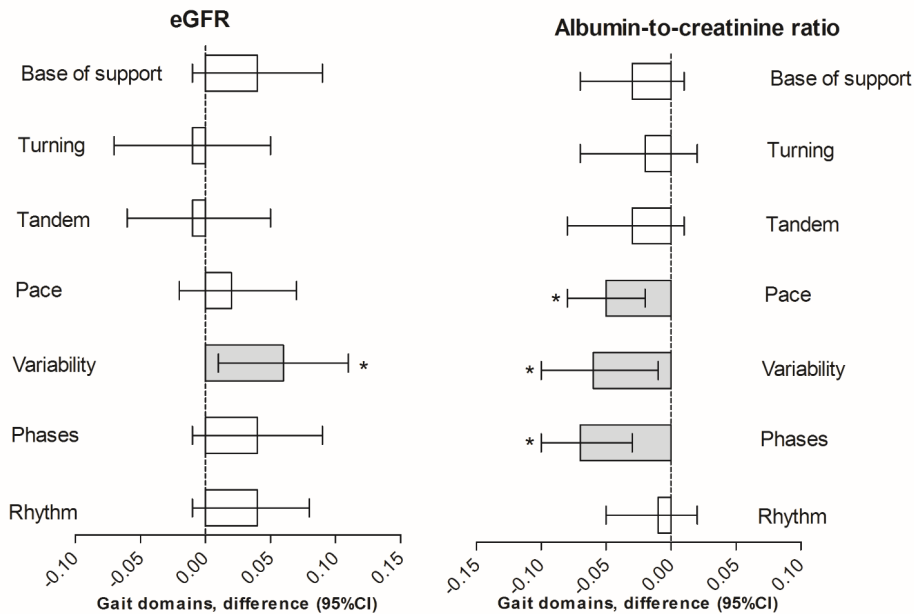 eGFR
Base of support
Turning
Tandem
Pace
Variability
*
Phases
Rhythm
-0.10
-0.05
0.00
0.05
0.10
0.15
Gait domains, difference (95%CI)
Albumin-to-creatinine ratio
Base of support
Turning
Tandem
*
Pace
*
Variability
*
Phases
Rhythm
-0.15
-0.10
-0.05
0.00
0.05
0.10
Gait domains, difference (95%CI)